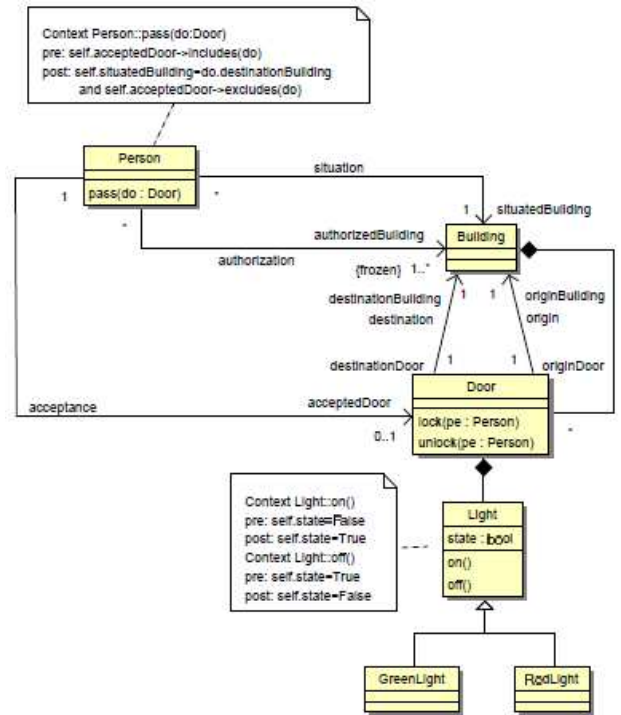 Context Person::pass(do:Door)
pre: self.acceptedDoor->includes(do)
post: self.situatedBuilding=do.destinationBuilding
and self.acceptedDoor->excludes(do)
Person
pass(do : Door)
situation
1
*
1
situatedBuilding
*
authorizedBuilding
authorization
Building
{frozen}
1..*
destinationBuilding
1
1
originBuilding
destination
origin
destinationDoor
1
1
originDoor
Door
acceptance
acceptedDoor
0..1
lock(pe : Person)
unlock(pe : Person)
*
Context Light::on()
pre: self.state=False
post: self.state=True
Context Light::off()
pre: self.state=True
post: self.state=False
Light
state : bool
on()
off()
GreenLight
RedLight